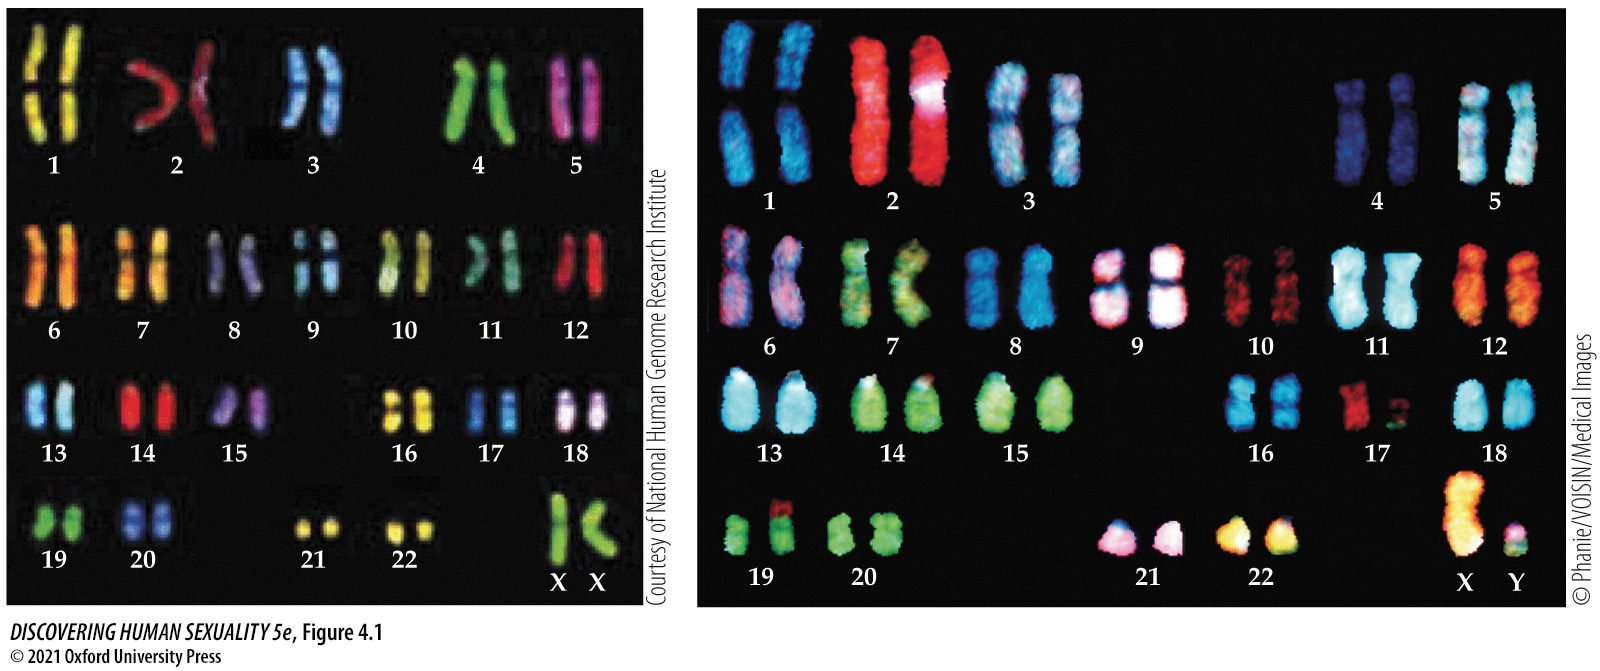 1 2 3 4 5
6 7 8 9 10 11 12
13 14 15 16 17 18
19 20 21 22 X X
Courtesy of National Human Genome Research Institute
1 2 3 4 5
6 7 8 9 10 11 12
13 14 15 16 17 18
19 20 21 22 X Y
© Phanie/VOISIN/Medical Images
DISCOVERING HUMAN SEXUALITY 5e, Figure 4.1
© 2021 Oxford University Press